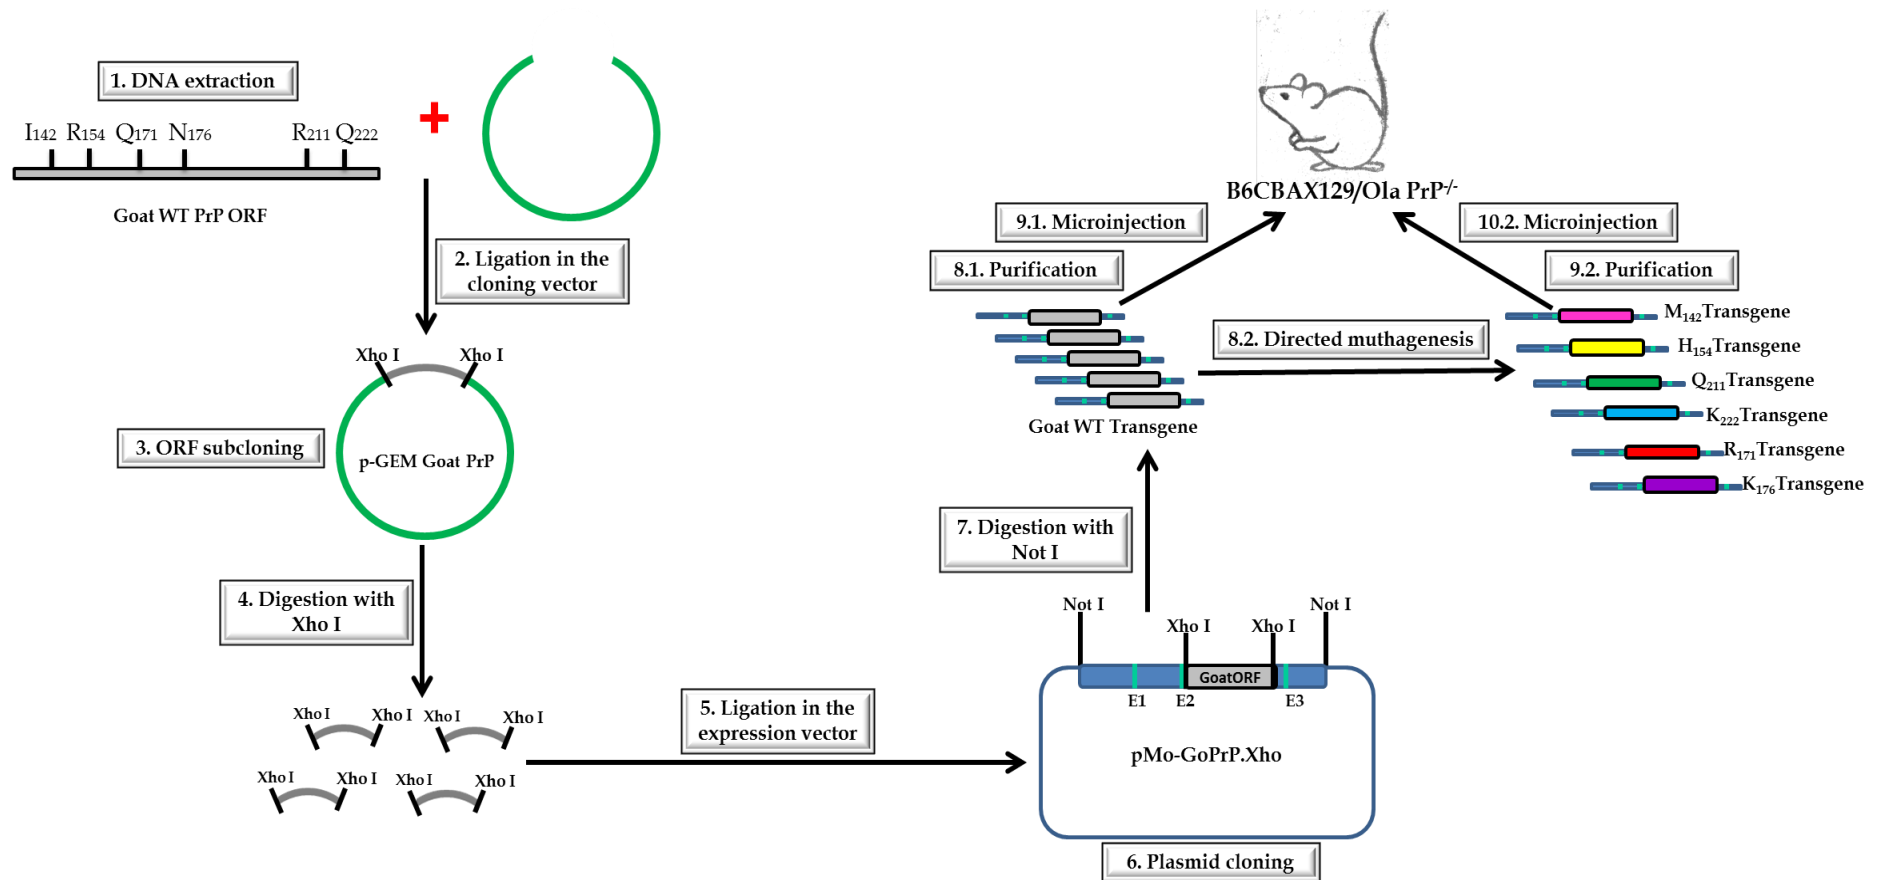 1. DNA extraction
I142 R154 Q171 N176 R211 Q222
Goat WT PrP ORF
2. Ligation in the
cloning vector
Xho I Xho I
3. ORF subcloning
p-GEM Goat PrP
4. Digestion with
Xho I
Xho I Xho I Xho I Xho I
Xho I Xho I Xho I Xho I
5. Ligation in the
expression vector
Not I Not I
Xho I Xho I
GoatORF
E1 E2 E3
pMo-GoPrP.Xho
6. Plasmid cloning
7. Digestion with
Not I
Goat WT Transgene
8.1. Purification
9.1. Microinjection
B6CBAX129/Ola PrP-/-
8.2. Directed muthagenesis
10.2. Microinjection
9.2. Purification
M142Transgene
H154Transgene
Q211Transgene
K222Transgene
R171Transgene
K176Transgene